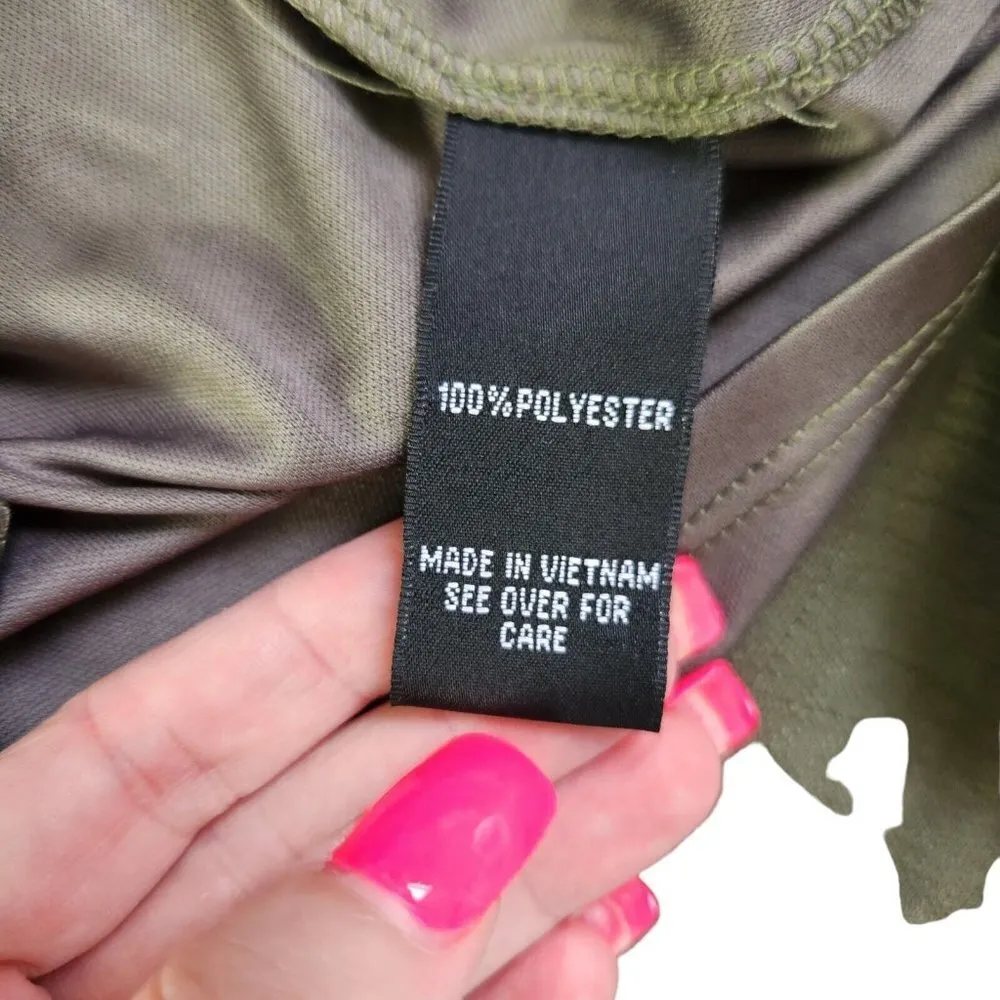 100% POLYESTER
MADE IN VIETNAM
SEE OVER FOR
CARE